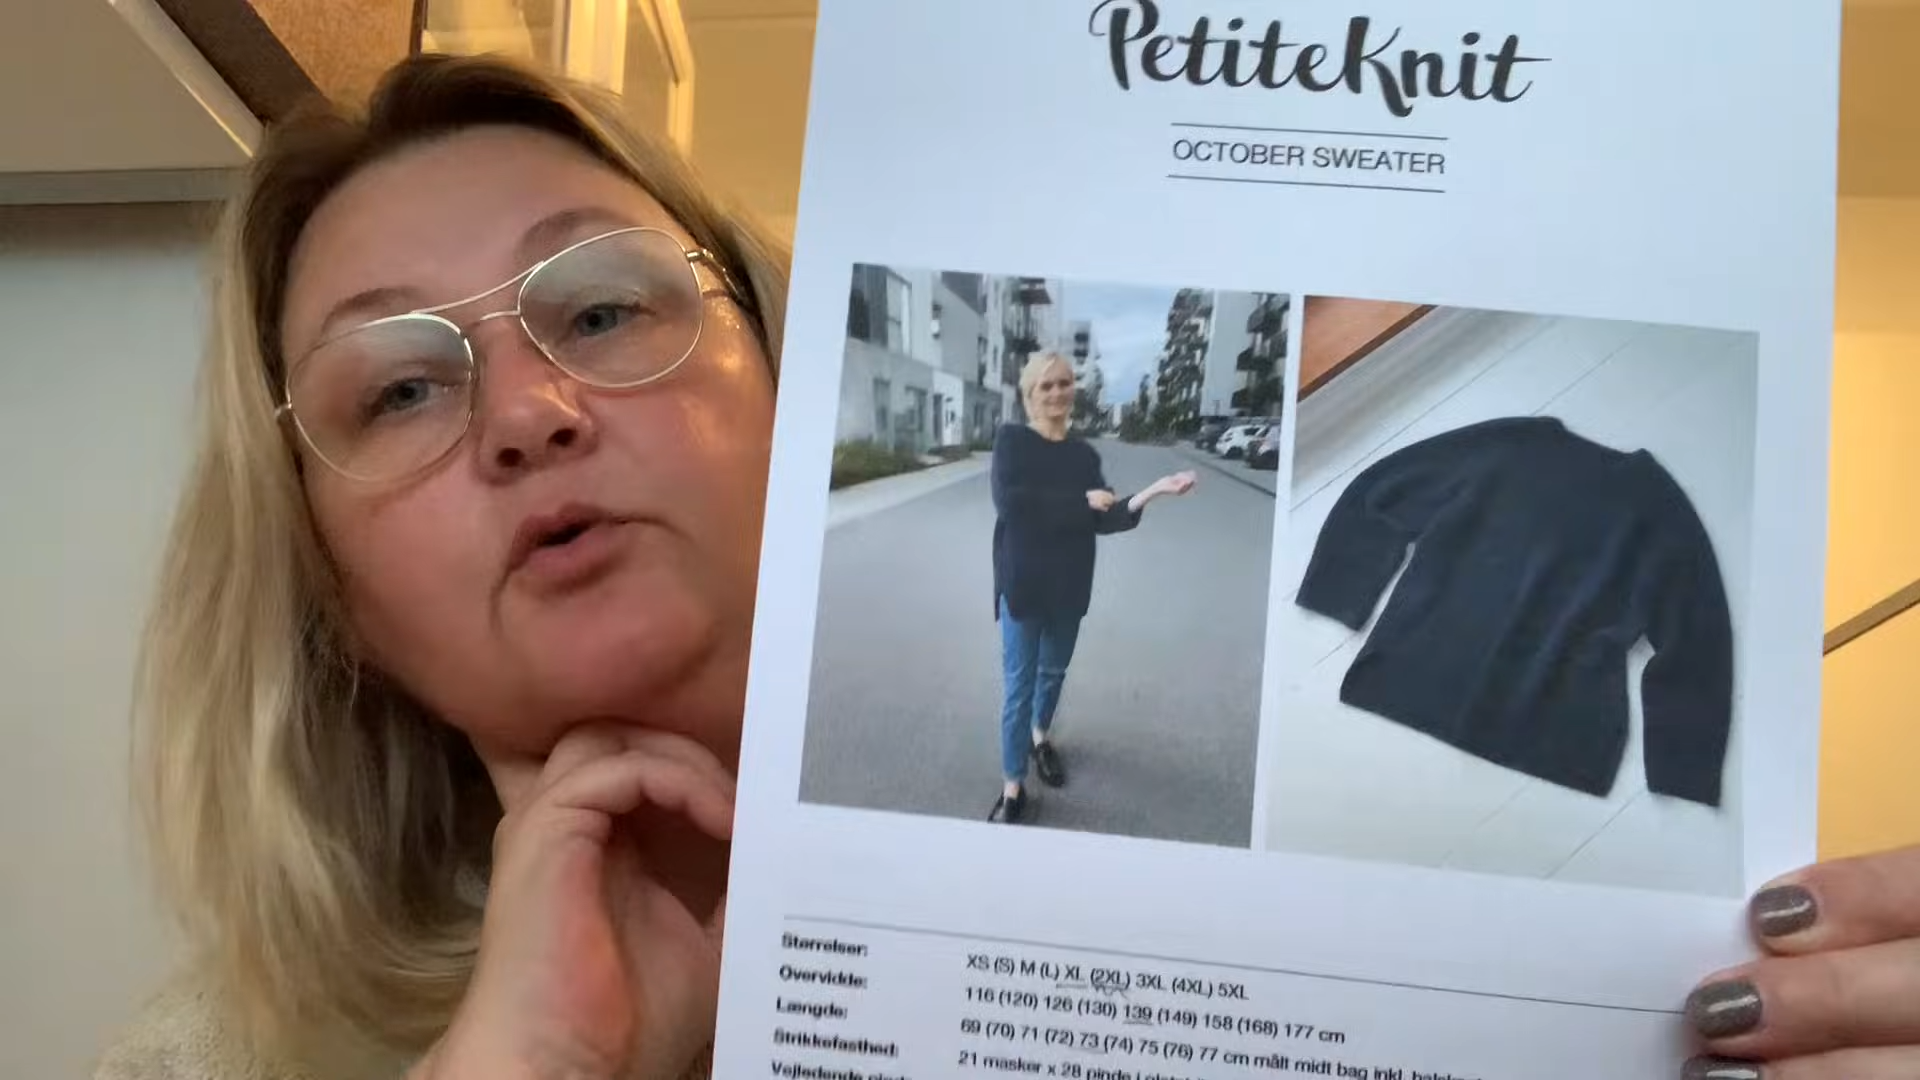 PetiteKnit
OCTOBER SWEATER
Størrelser: XS (S) M (L) XL (2XL) 3XL (4XL) 5XL
Overvidde: 116 (120) 126 (130) 139 (149) 158 (168) 177 cm
Længde: 69 (70) 71 (72) 73 (74) 75 (76) 77 cm målt midt bag inkl.
Strikkefasthed: 21 masker x 28 pinde i
Vejledende